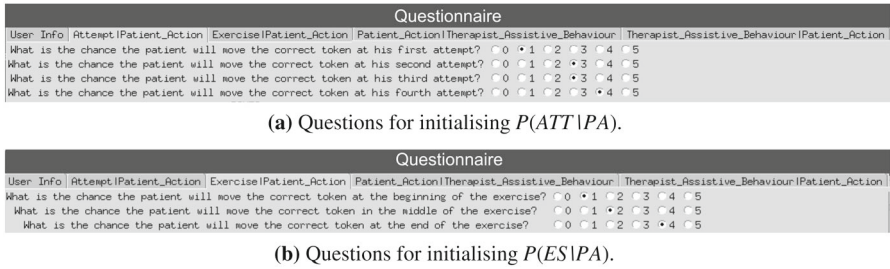 Questionnaire
User Info Attempt|Patient_Action Exercise|Patient_Action Patient_Action|Therapist_Assistive_Behaviour Therapist_Assistive_Behaviour|Patient_Action
What is the chance the patient will move the correct token at his first attempt? 0 1 2 3 4 5
What is the chance the patient will move the correct token at his second attempt? 0 1 2 3 4 5
What is the chance the patient will move the correct token at his third attempt? 0 1 2 3 4 5
What is the chance the patient will move the correct token at his fourth attempt? 0 1 2 3 4 5
(a) Questions for initialising P(ATT|PA).
Questionnaire
User Info Attempt|Patient_Action Exercise|Patient_Action Patient_Action|Therapist_Assistive_Behaviour Therapist_Assistive_Behaviour|Patient_Action
What is the chance the patient will move the correct token at the beginning of the exercise? 0 1 2 3 4 5
What is the chance the patient will move the correct token in the middle of the exercise? 0 1 2 3 4 5
What is the chance the patient will move the correct token at the end of the exercise? 0 1 2 3 4 5
(b) Questions for initialising P(ES|PA).